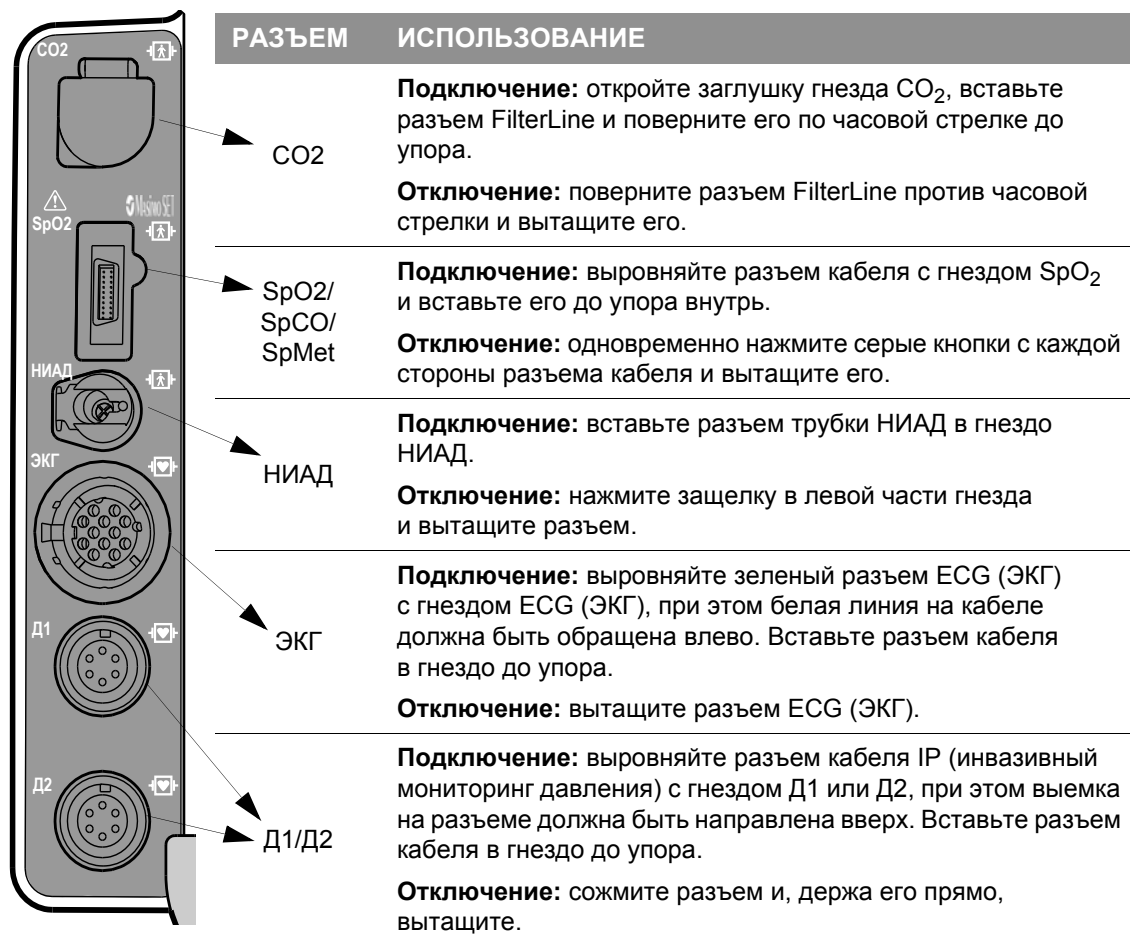 CO2
Masimo SET
SpO2
НИАД
ЭКГ
Д1
Д2
РАЗЪЕМ ИСПОЛЬЗОВАНИЕ
CO2
Подключение: откройте заглушку гнезда CO2, вставьте
разъем FilterLine и поверните его по часовой стрелке до
упора.
Отключение: поверните разъем FilterLine против часовой
стрелки и вытащите его.
SpO2/
SpCO/
SpMet
Подключение: выровняйте разъем кабеля с гнездом SpO2
и вставьте его до упора внутрь.
Отключение: одновременно нажмите серые кнопки с каждой
стороны разъема кабеля и вытащите его.
НИАД
Подключение: вставьте разъем трубки НИАД в гнездо
НИАД.
Отключение: нажмите защелку в левой части гнезда
и вытащите разъем.
ЭКГ
Подключение: выровняйте зеленый разъем ECG (ЭКГ)
с гнездом ECG (ЭКГ), при этом белая линия на кабеле
должна быть обращена влево. Вставьте разъем кабеля
в гнездо до упора.
Отключение: вытащите разъем ECG (ЭКГ).
Д1/Д2
Подключение: выровняйте разъем кабеля IP (инвазивный
мониторинг давления) с гнездом Д1 или Д2, при этом выемка
на разъеме должна быть направлена вверх. Вставьте разъем
кабеля в гнездо до упора.
Отключение: сожмите разъем и, держа его прямо,
вытащите.